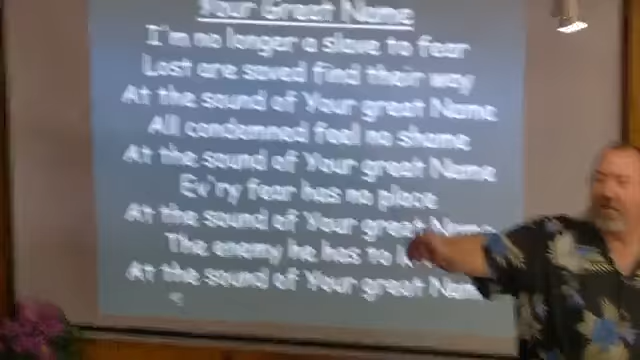 Your Great Name
I'm no longer a slave to fear
Lost are saved find their way
At the sound of Your great Name
All condemned feel no shame
At the sound of Your great Name
Ev'ry fear has no place
At the sound of Your great Name
The enemy he has to
At the sound of Your great Name